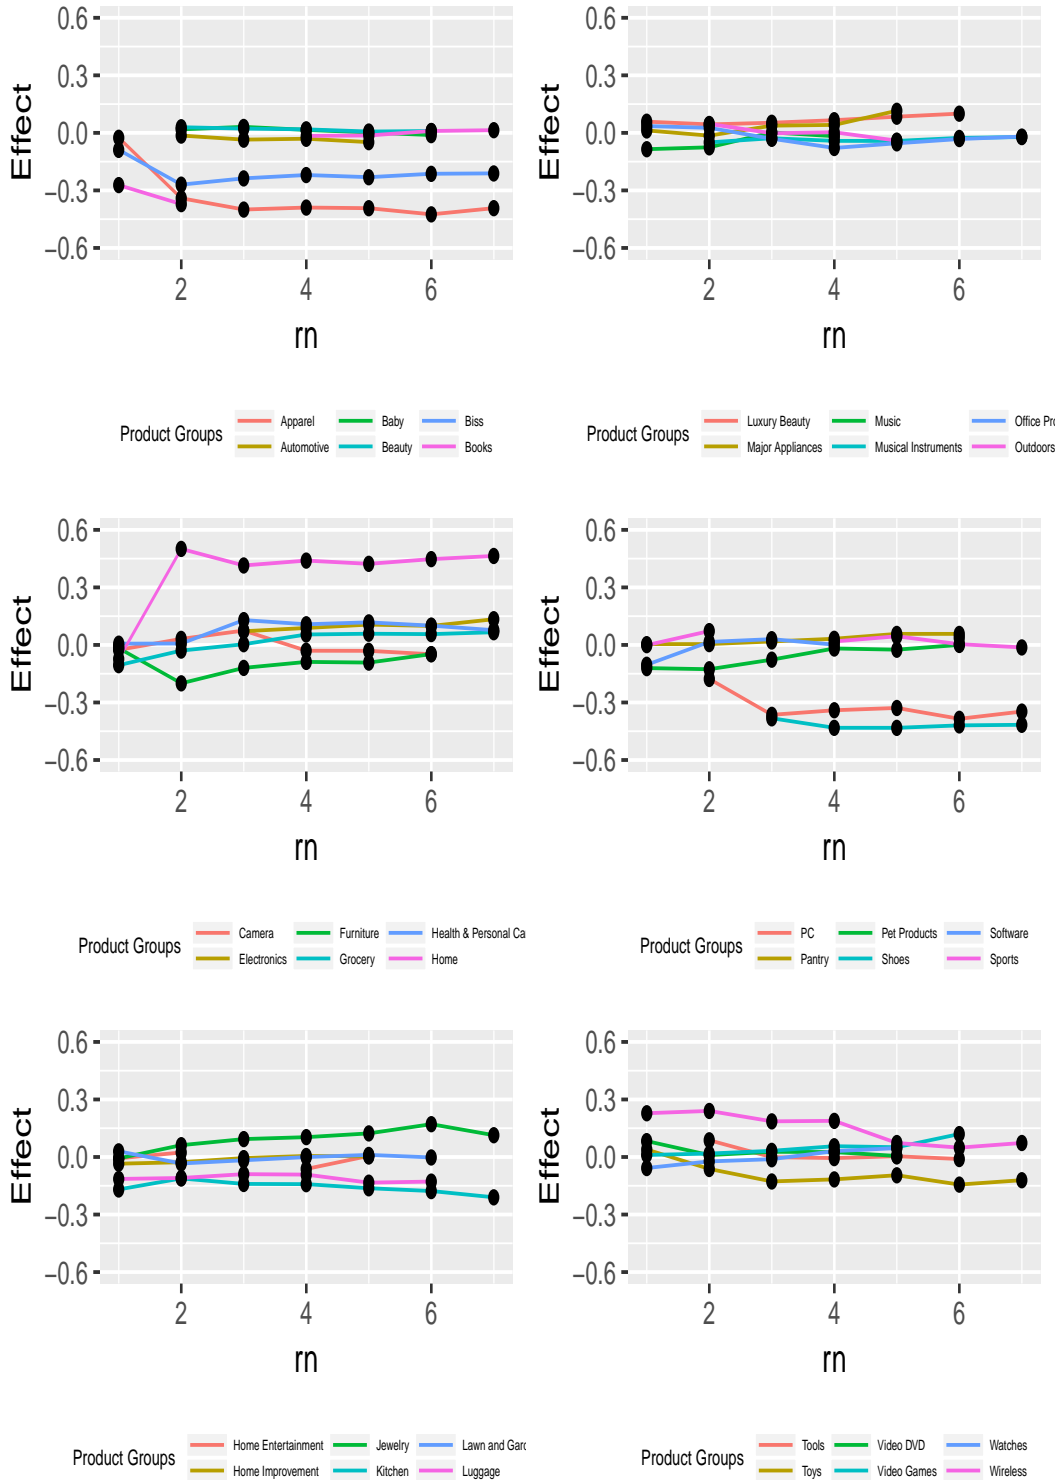 0.6
0.3
0.0
−0.3
−0.6
Effect
2 4 6
rn
Product Groups Apparel Baby Biss
Automotive Beauty Books
0.6
0.3
0.0
−0.3
−0.6
Effect
2 4 6
rn
Product Groups Luxury Beauty Music Office Pro
Major Appliances Musical Instruments Outdoors
0.6
0.3
0.0
−0.3
−0.6
Effect
2 4 6
rn
Product Groups Camera Furniture Health & Personal Ca
Electronics Grocery Home
0.6
0.3
0.0
−0.3
−0.6
Effect
2 4 6
rn
Product Groups PC Pet Products Software
Pantry Shoes Sports
0.6
0.3
0.0
−0.3
−0.6
Effect
2 4 6
rn
Product Groups Home Entertainment Jewelry Lawn and Gard
Home Improvement Kitchen Luggage
0.6
0.3
0.0
−0.3
−0.6
Effect
2 4 6
rn
Product Groups Tools Video DVD Watches
Toys Video Games Wireless